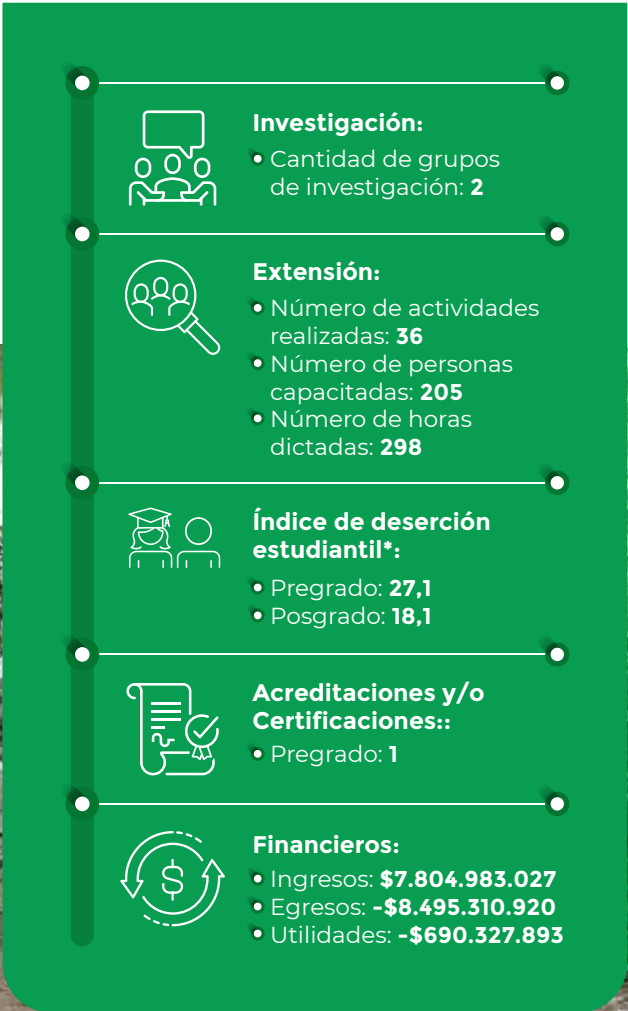 Investigación:
• Cantidad de grupos
de investigación: 2
Extensión:
• Número de actividades
realizadas: 36
• Número de personas
capacitadas: 205
• Número de horas
dictadas: 298
Índice de deserción
estudiantil*:
• Pregrado: 27,1
• Posgrado: 18,1
Acreditaciones y/o
Certificaciones::
• Pregrado: 1
$
Financieros:
• Ingresos: $7.804.983.027
• Egresos: -$8.495.310.920
• Utilidades: -$690.327.893